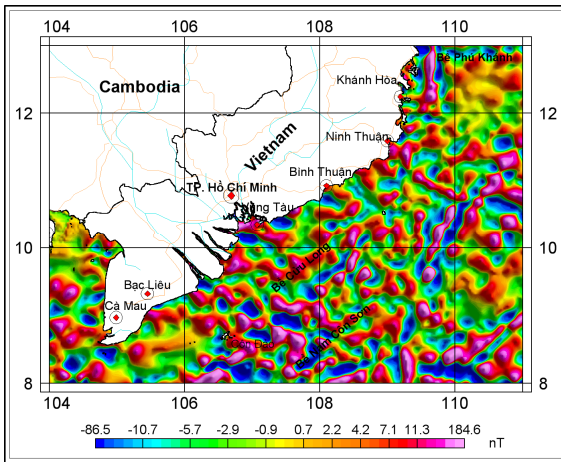 104 106 108 110
Bể Phú Khánh
Khánh Hòa
Cambodia
12 12
Ninh Thuận
Vietnam
Bình Thuận
TP. Hồ Chí Minh
Vũng Tàu
10 10
Bể Cửu Long
Bạc Liêu
Cà Mau
Côn Đảo
Bể Nam Côn Sơn
8 8
104 106 108 110
-86.5 -10.7 -5.7 -2.9 -0.9 0.7 2.2 4.2 7.1 11.3 184.6
nT